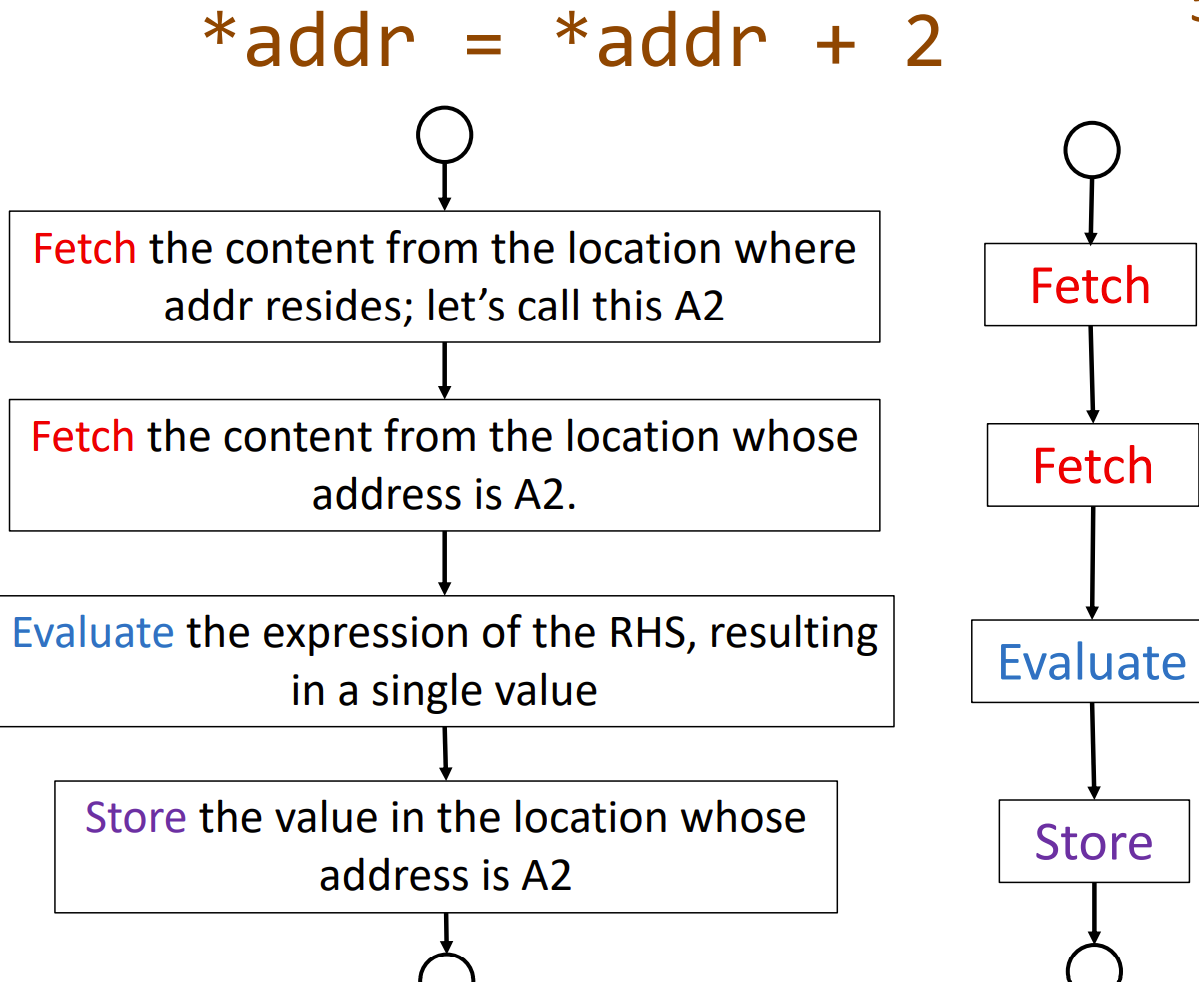 *addr = *addr + 2
Fetch the content from the location where
addr resides; let’s call this A2
Fetch the content from the location whose
address is A2.
Evaluate the expression of the RHS, resulting
in a single value
Store the value in the location whose
address is A2
Fetch
Fetch
Evaluate
Store